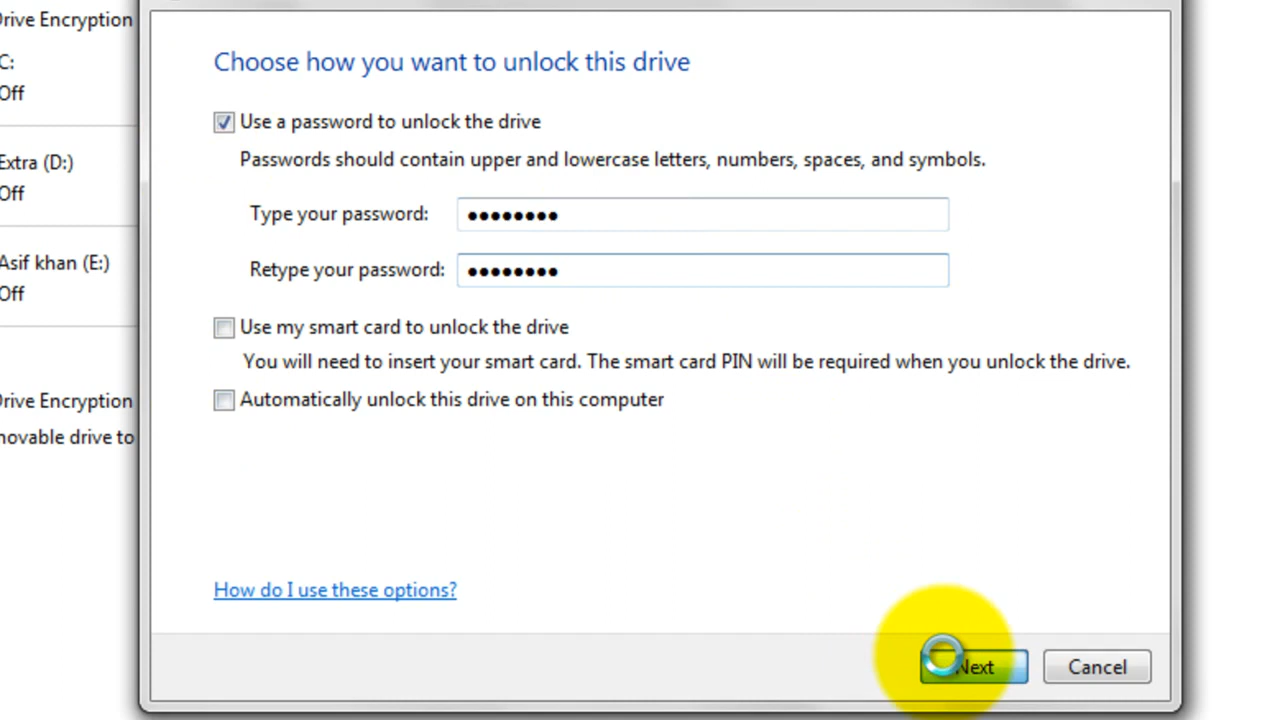 Drive Encryption
C:
Off
Extra (D:)
Off
Asif khan (E:)
Off
Drive Encryption
movable drive to
Choose how you want to unlock this drive
Use a password to unlock the drive
Passwords should contain upper and lowercase letters, numbers, spaces, and symbols.
Type your password: ●●●●●●●●
Retype your password: ●●●●●●●●
Use my smart card to unlock the drive
You will need to insert your smart card. The smart card PIN will be required when you unlock the drive.
Automatically unlock this drive on this computer
How do I use these options?
Next Cancel